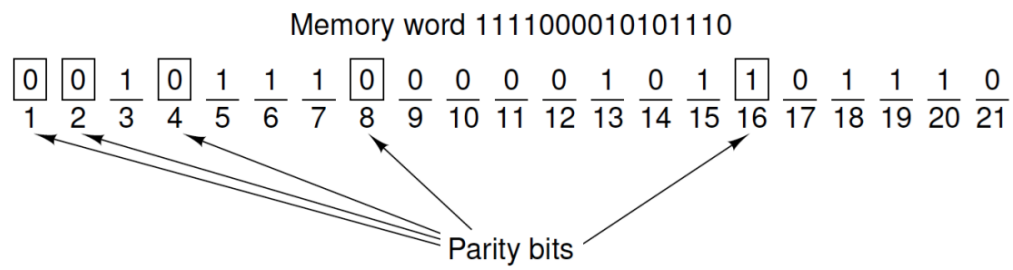 Memory word 1111000010101110
0 0 1 0 1 1 1 0 0 0 0 0 1 0 1 1 0 1 1 1 0
1 2 3 4 5 6 7 8 9 10 11 12 13 14 15 16 17 18 19 20 21
Parity bits